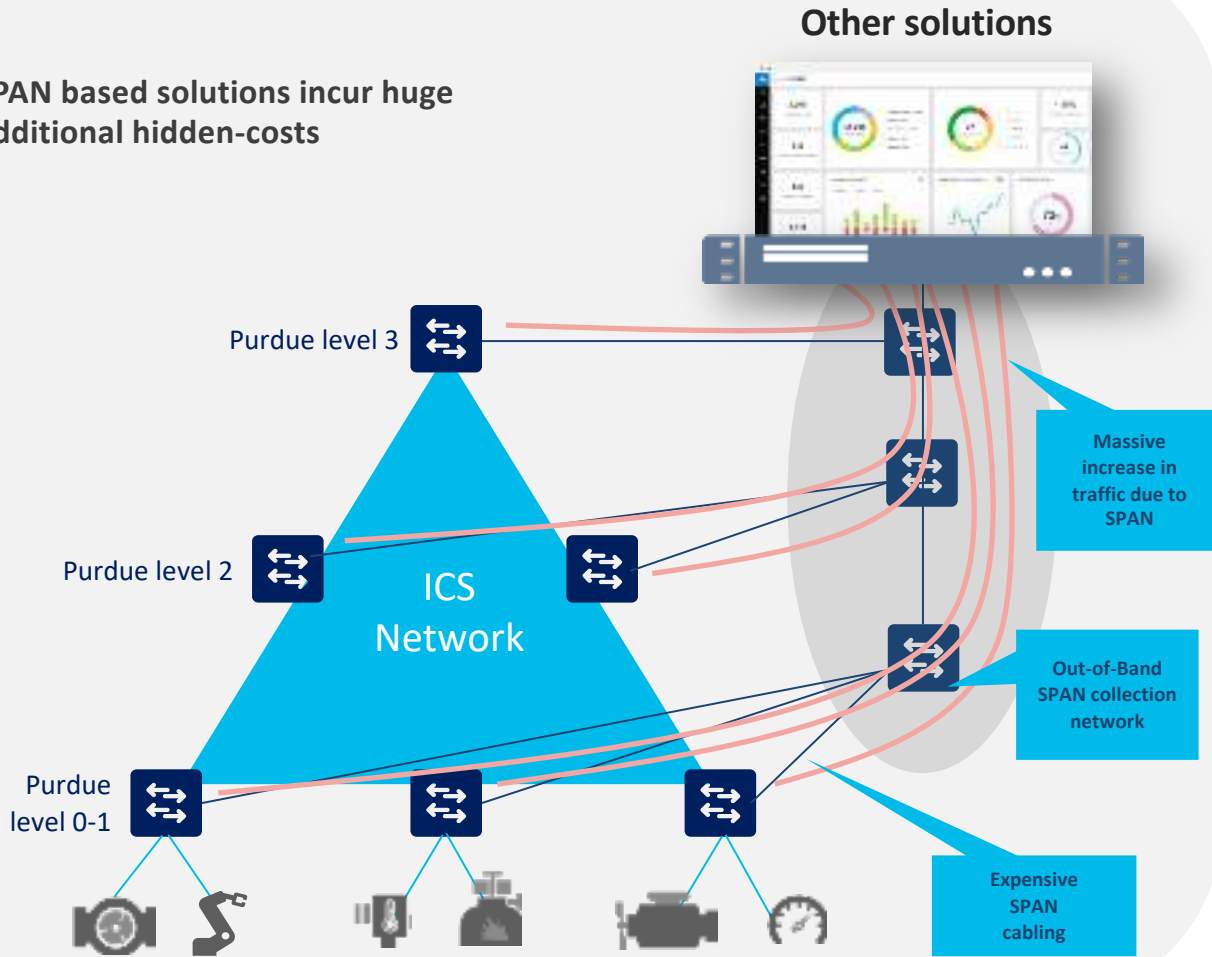 Other solutions
PAN based solutions incur huge
dditional hidden-costs
Purdue level 3
Massive
increase in
traffic due to
SPAN
Purdue level 2
ICS
Network
Out-of-Band
SPAN collection
network
Purdue
level 0-1
Expensive
SPAN
cabling